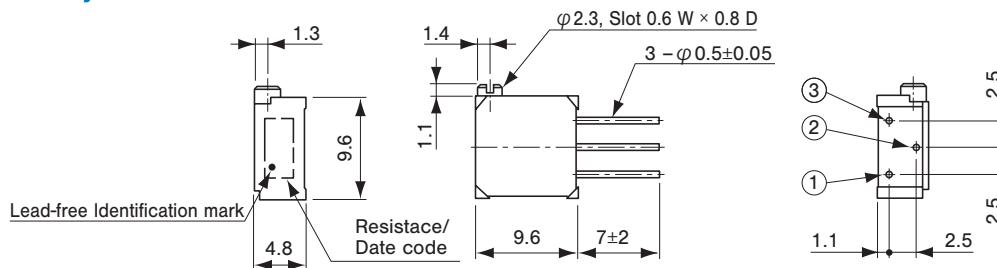 φ2.3, Slot 0.6 W × 0.8 D
1.3
1.4
3 – φ0.5±0.05
2.5
3
1.1
9.6
2
1
Lead-free Identification mark
Resistace/
Date code
2.5
4.8
9.6
7±2
1.1
2.5